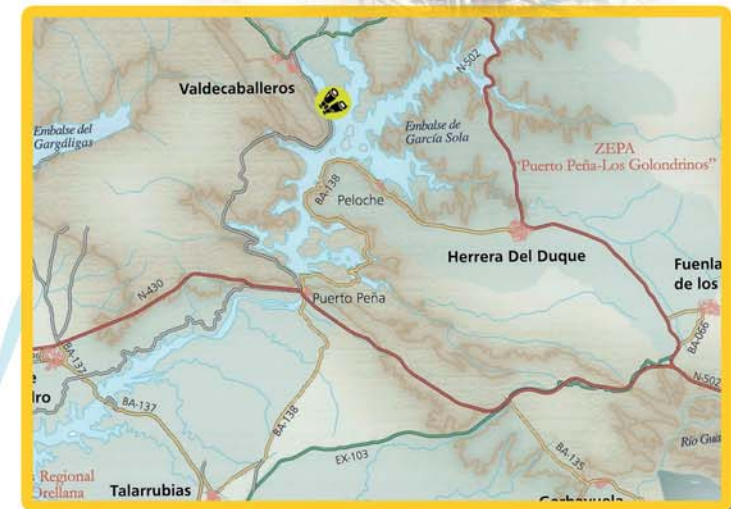 N-502
Valdecaballeros
Embalse del
Gargáligas
Embalse de
García Sola
ZEPA
"Puerto Peña-Los Golondrinos"
BA-138
Peloche
Herrera Del Duque
Fuenla
de los
N-430
Puerto Peña
BA-066
BA-137
e
dro
N-502
BA-137
BA-138
BA-135
Río Gua
EX-103
s Regional
Orellana
Talarrubias
Garbayuela